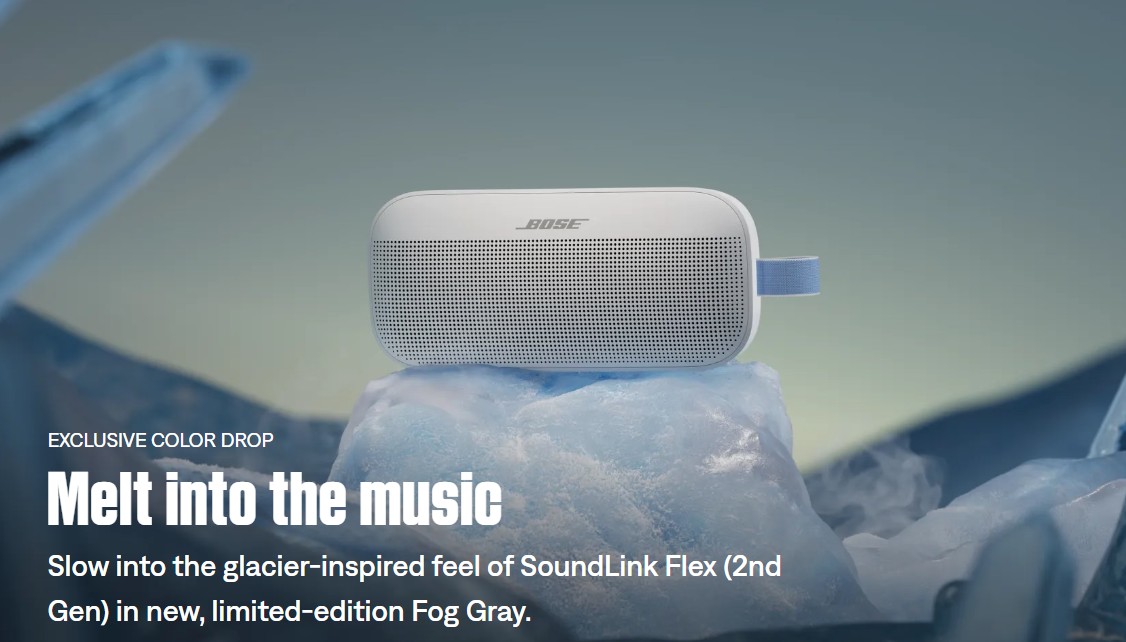 BOSE
EXCLUSIVE COLOR DROP
Melt into the music
Slow into the glacier-inspired feel of SoundLink Flex (2nd
Gen) in new, limited-edition Fog Gray.